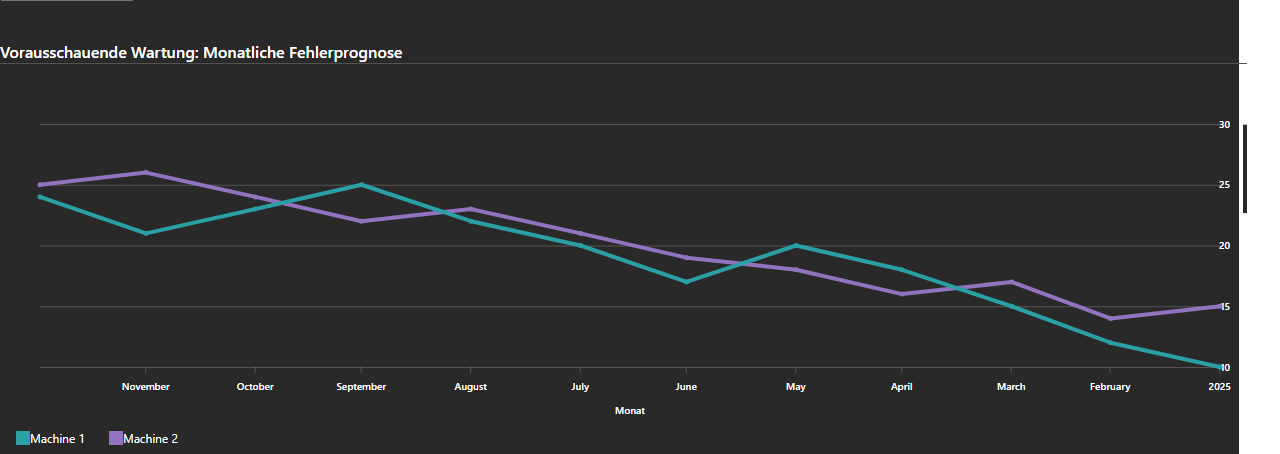 Vorausschauende Wartung: Monatliche Fehlerprognose
30
25
20
15
10
November October September August July June May April March February 2025
Monat
Machine 1 Machine 2